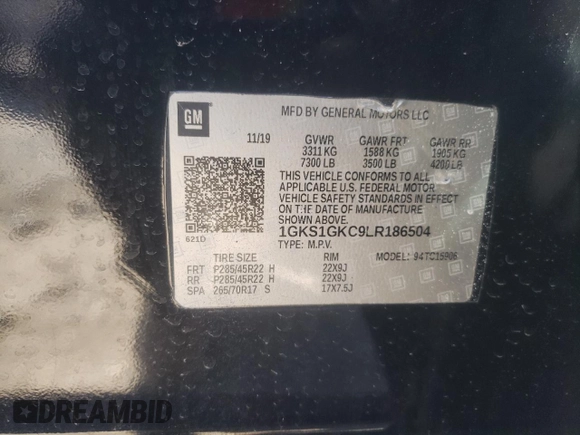 GM
MFD BY GENERAL MOTORS LLC
11/19 GVWR GAWR FRT GAWR RR
3311 KG 1588 KG 1905 KG
7300 LB 3500 LB 4200 LB
THIS VEHICLE CONFORMS TO ALL
APPLICABLE U.S. FEDERAL MOTOR
VEHICLE SAFETY STANDARDS IN EFFECT
ON THE DATE OF MANUFACTURE
SHOWN ABOVE.
621D
1GKS1GKC9LR186504
TYPE: M.P.V. MODEL: 94TC15906
TIRE SIZE RIM
FRT P285/45R22 H 22X9J
RR P285/45R22 H 22X9J
SPA 265/70R17 S 17X7.5J
DREAMBID